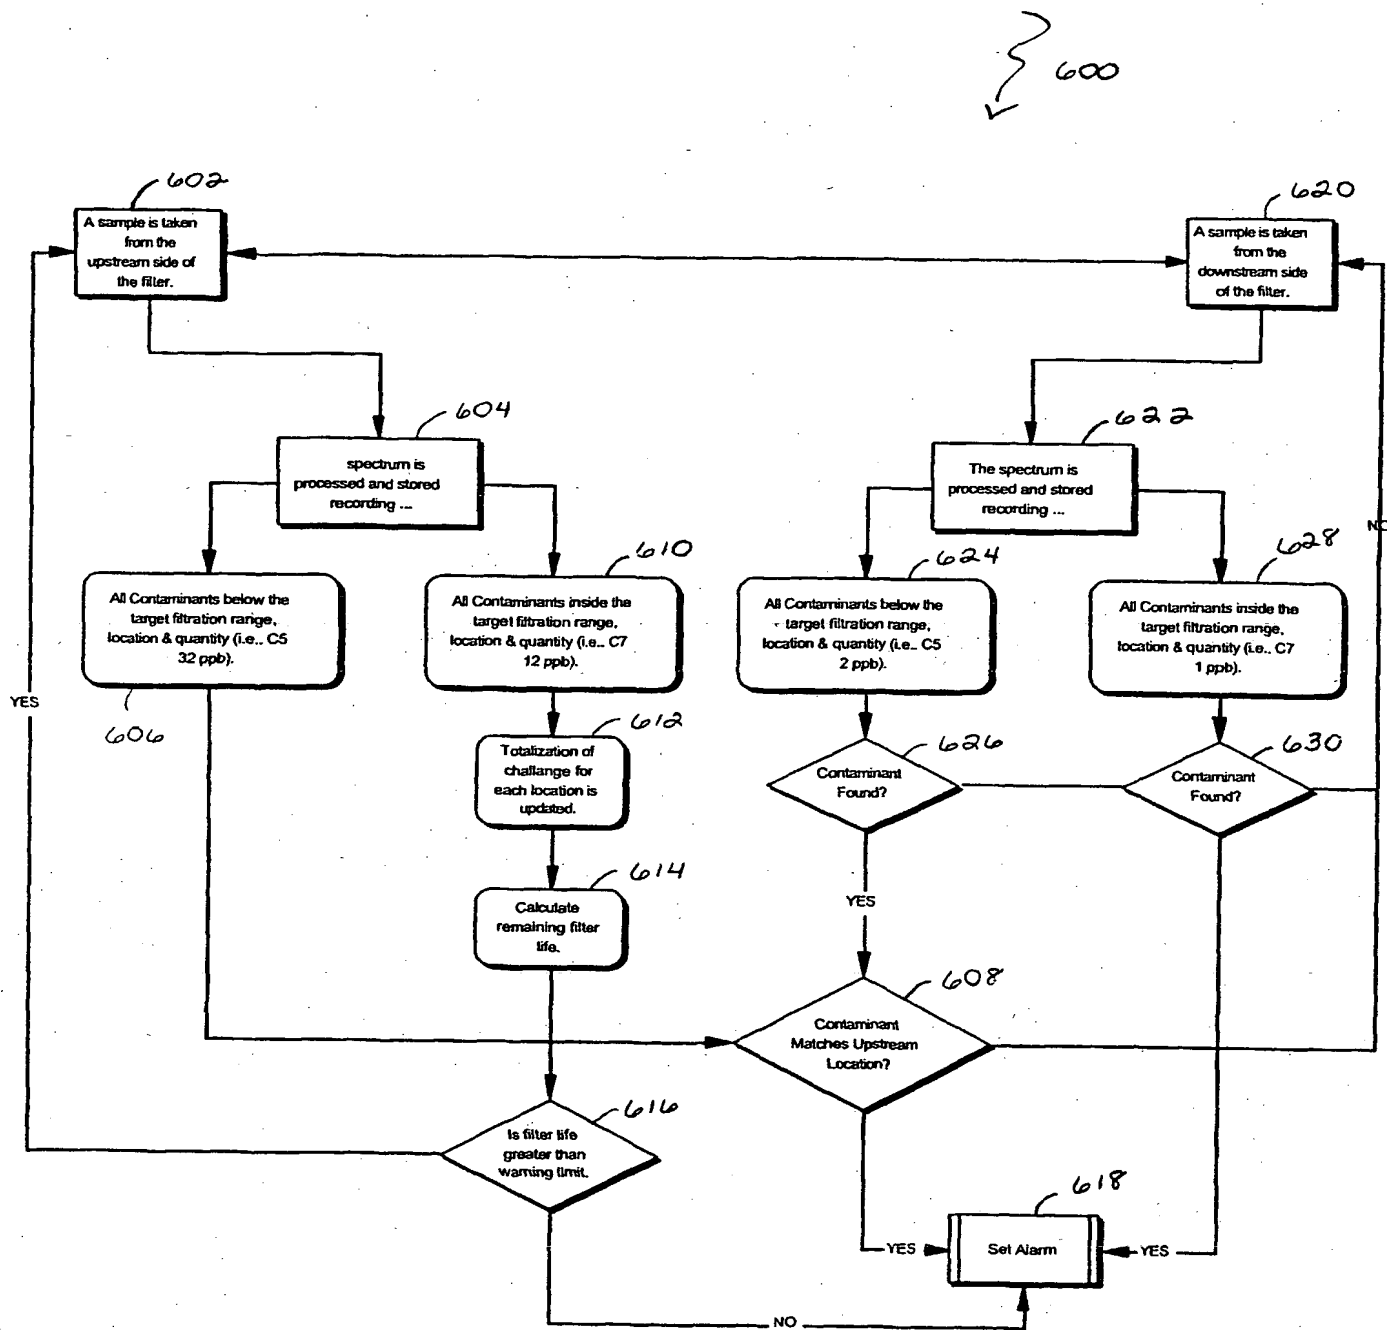 600
602
A sample is taken
from the
upstream side of
the filter.
620
A sample is taken
from the
downstream side
of the filter.
604
spectrum is
processed and stored
recording ...
622
The spectrum is
processed and stored
recording ...
NO
All Contaminants below the
target filtration range,
location & quantity (i.e.. C5
32 ppb).
606
610
All Contaminants inside the
target filtration range,
location & quantity (i.e.. C7
12 ppb).
624
All Contaminants below the
target filtration range,
location & quantity (i.e.. C5
2 ppb).
628
All Contaminants inside the
target filtration range,
location & quantity (i.e.. C7
1 ppb).
YES
612
Totalization of
challange for
each location is
updated.
626
Contaminant
Found?
630
Contaminant
Found?
614
Calculate
remaining filter
life.
YES
608
Contaminant
Matches Upstream
Location?
616
Is filter life
greater than
warning limit.
618
YES
Set Alarm
YES
NO